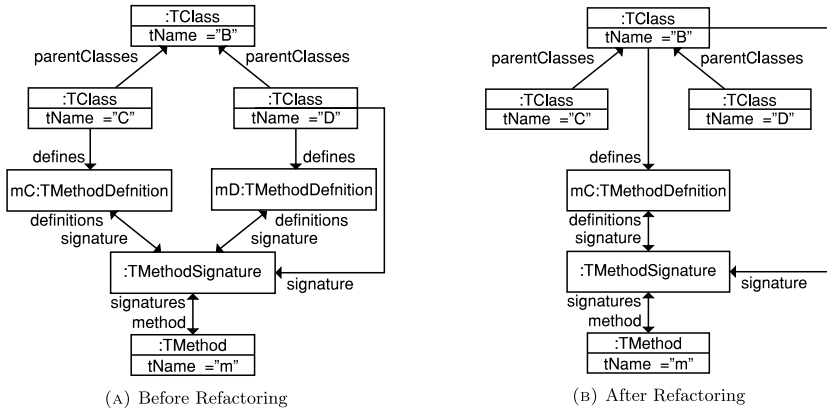 :TClass
tName ="B"
parentClasses
parentClasses
:TClass
tName ="C"
:TClass
tName ="D"
defines
defines
mC:TMethodDefnition
mD:TMethodDefnition
definitions
signature
definitions
signature
:TMethodSignature
signature
signatures
method
:TMethod
tName ="m"
(A) Before Refactoring
:TClass
tName ="B"
parentClasses
parentClasses
:TClass
tName ="C"
:TClass
tName ="D"
defines
mC:TMethodDefnition
definitions
signature
:TMethodSignature
signature
signatures
method
:TMethod
tName ="m"
(B) After Refactoring